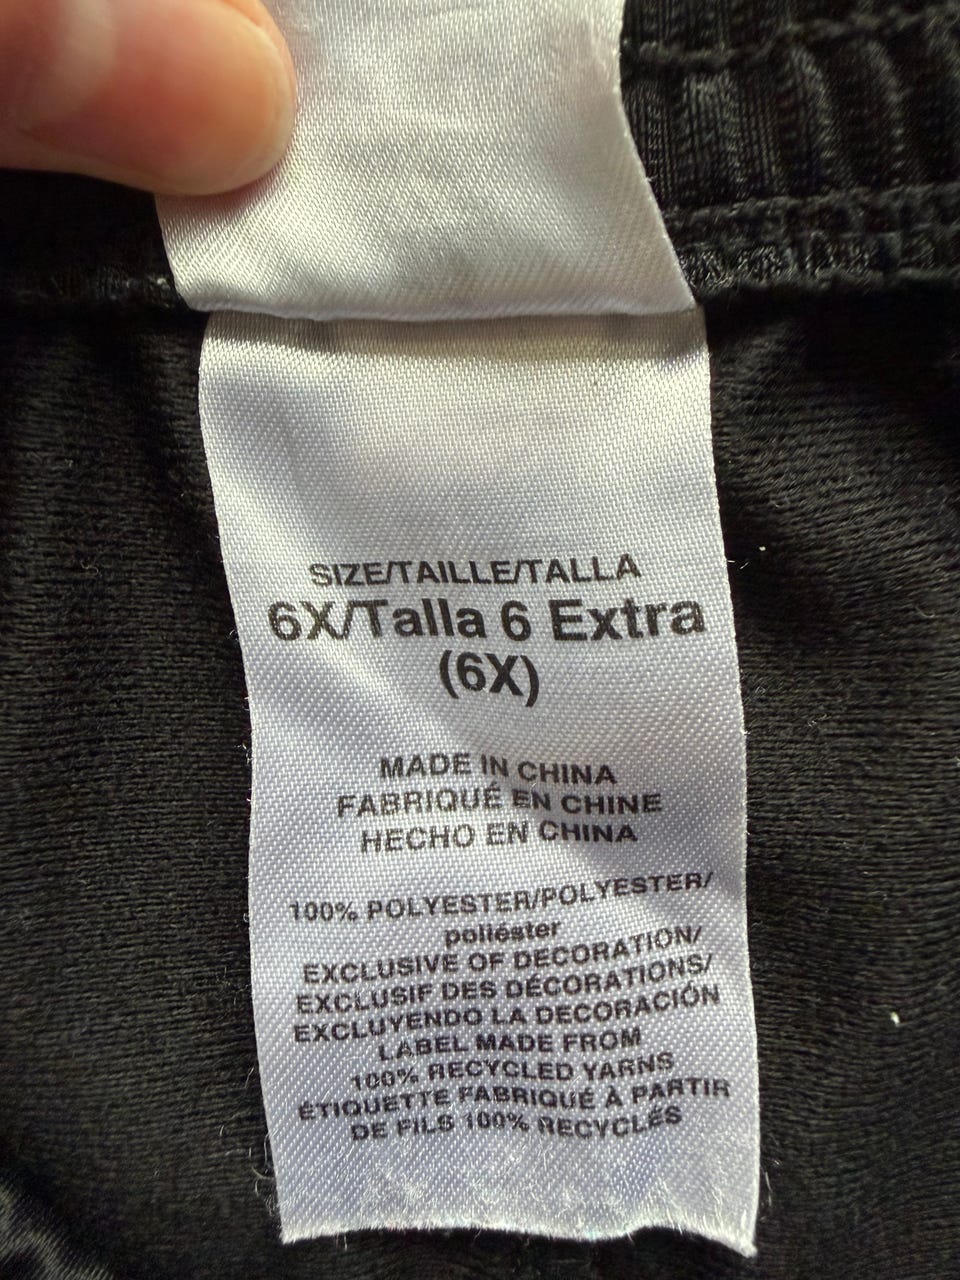 SIZE/TAILLE/TALLA
6X/Talla 6 Extra
(6X)
MADE IN CHINA
FABRIQUÉ EN CHINE
HECHO EN CHINA
100% POLYESTER/POLYESTER/
poliéster
EXCLUSIVE OF DECORATION/
EXCLUSIF DES DÉCORATIONS/
EXCLUYENDO LA DECORACIÓN
LABEL MADE FROM
100% RECYCLED YARNS
ÉTIQUETTE FABRIQUÉ À PARTIR
DE FILS 100% RECYCLÉS